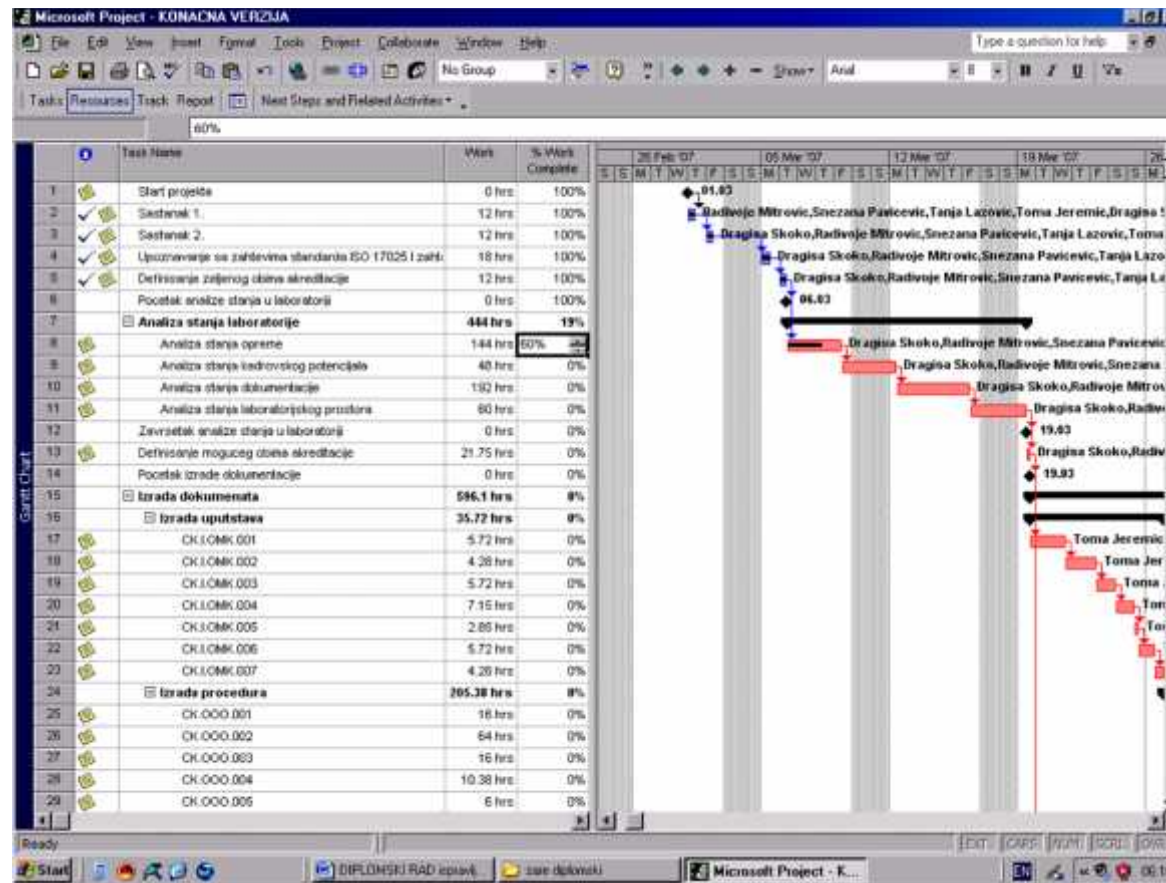 Microsoft Project - KONACNA VERZIJA
File Edit View Insert Format Tools Project Collaborate Window Help
Type a question for help
No Group
Show
Arial
8
B I U
Tasks Resources Track Report Next Steps and Related Activities
60%
Task Name Work % Work Complete
26 Feb '07 05 Mar '07 12 Mar '07 19 Mar '07 26
S S M T W T F S S M T W T F S S M T W T F S S M T W T F S S M
1 Start projekta 0 hrs 100% 01.03
2 Sastanak 1. 12 hrs 100% Radivoje Mitrovic,Snezana Pavicevic,Tanja Lazovic,Toma Jeremic,Dragisa
3 Sastanak 2. 12 hrs 100% Dragisa Skoko,Radivoje Mitrovic,Snezana Pavicevic,Tanja Lazovic,Toma
4 Upoznavanje sa zahtevima standarda ISO 17025 I zahte 18 hrs 100% Dragisa Skoko,Radivoje Mitrovic,Snezana Pavicevic,Tanja Lazo
5 Definisanje zeljenog obima akreditacije 12 hrs 100% Dragisa Skoko,Radivoje Mitrovic,Snezana Pavicevic,Tanja La
6 Pocetak analize stanja u laboratoriji 0 hrs 100% 06.03
7 Analiza stanja laboratorije 444 hrs 19%
8 Analiza stanja opreme 144 hrs 60% Dragisa Skoko,Radivoje Mitrovic,Snezana Pavicevic
9 Analiza stanja kadrovskog potencijala 48 hrs 0% Dragisa Skoko,Radivoje Mitrovic,Snezana
10 Analiza stanja dokumentacije 192 hrs 0% Dragisa Skoko,Radivoje Mitrov
11 Analiza stanja laboratorijskog prostora 60 hrs 0% Dragisa Skoko,Radiv
12 Zavrsetak analize stanja u laboratoriji 0 hrs 0% 19.03
13 Definisanje moguceg obima akreditacije 21.75 hrs 0% Dragisa Skoko,Radiv
14 Pocetak izrade dokumentacije 0 hrs 0% 19.03
15 Izrada dokumenata 596.1 hrs 0%
16 Izrada uputstava 35.72 hrs 0%
17 CK.I.OMK.001 5.72 hrs 0% Toma Jeremic
18 CK.I.OMK.002 4.28 hrs 0% Toma Jer
19 CK.I.OMK.003 5.72 hrs 0% Toma
20 CK.I.OMK.004 7.15 hrs 0% Tom
21 CK.I.OMK.005 2.85 hrs 0% To
22 CK.I.OMK.006 5.72 hrs 0%
23 CK.I.OMK.007 4.28 hrs 0%
24 Izrada procedura 205.38 hrs 0%
25 CK.OOO.001 16 hrs 0%
26 CK.OOO.002 64 hrs 0%
27 CK.OOO.003 16 hrs 0%
28 CK.OOO.004 10.38 hrs 0%
29 CK.OOO.005 6 hrs 0%
Gantt Chart
Ready
EXT CAPS NUM SCRL OVR
Start DIPLOMSKI RAD ispravlj. Microsoft Project - K... EN 06:1